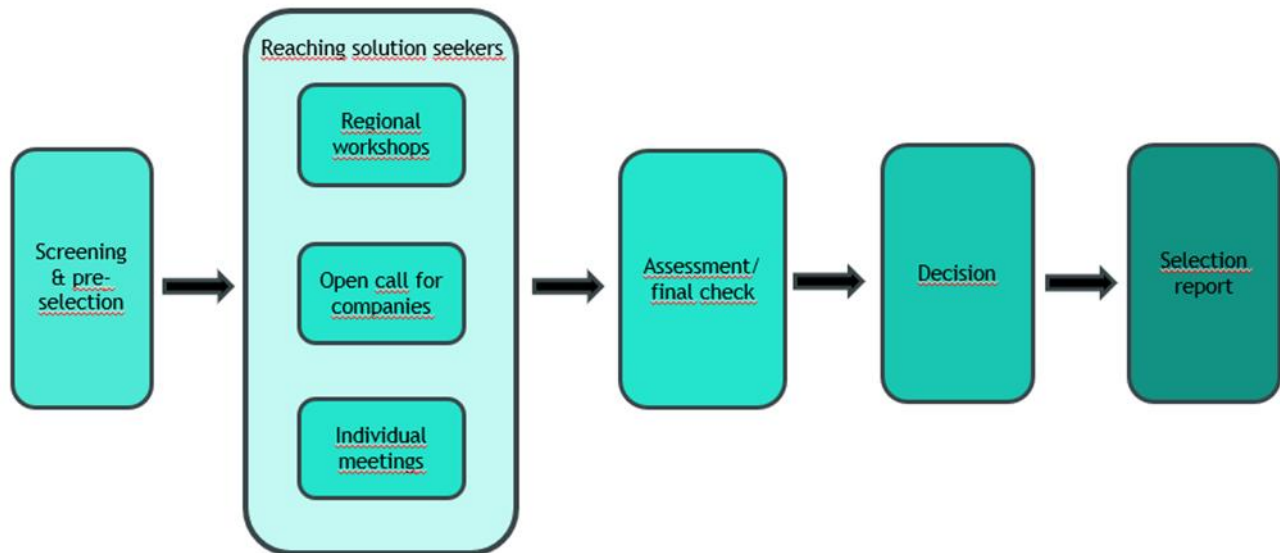 Screening
& pre-
selection
Reaching solution seekers
Regional
workshops
Open call for
companies
Individual
meetings
Assessment/
final check
Decision
Selection
report